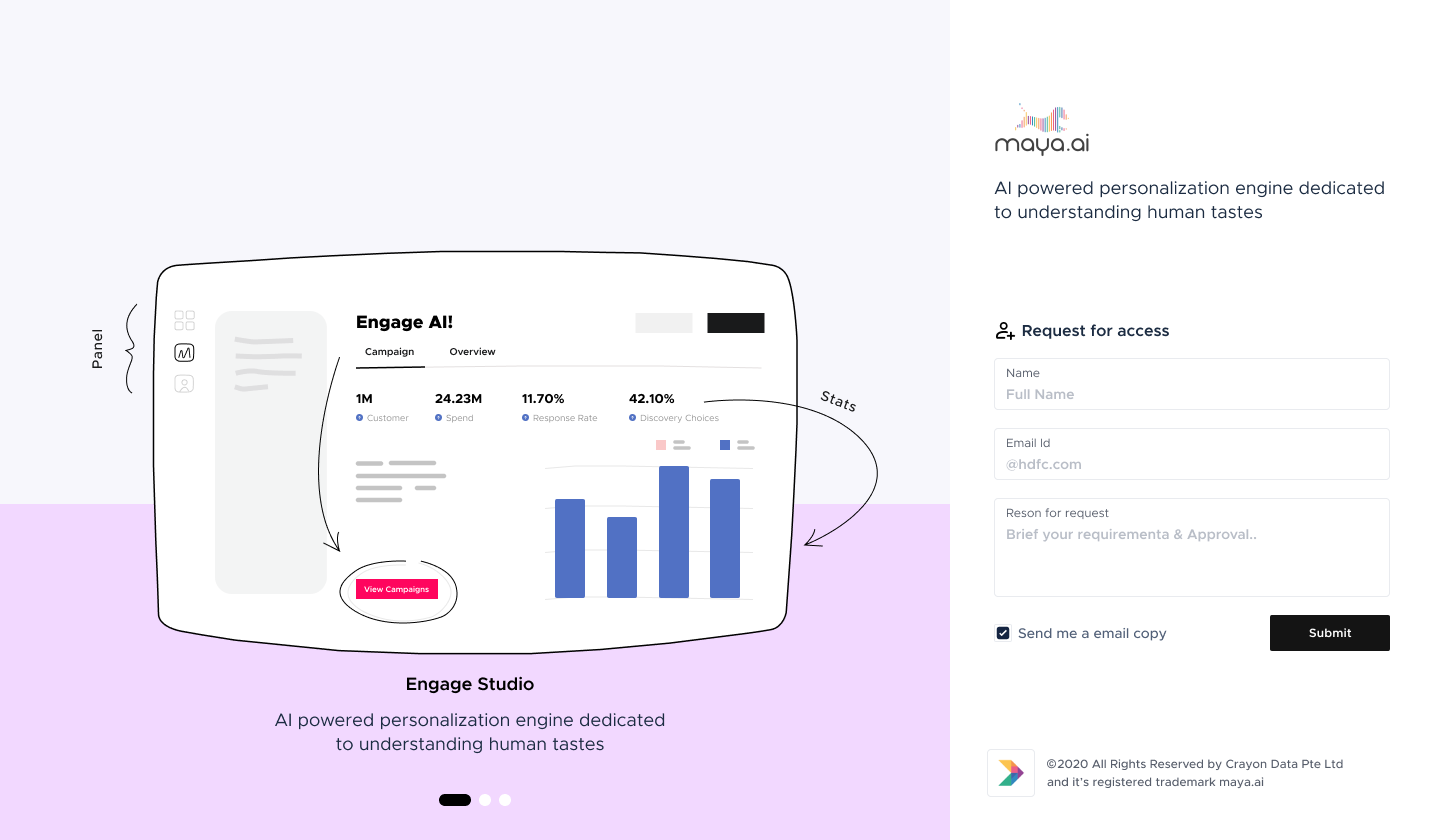 Panel
Engage AI!
Campaign Overview
1M 24.23M 11.70% 42.10%
Customer Spend Response Rate Discovery Choices
Stats
View Campaigns
Engage Studio
AI powered personalization engine dedicated
to understanding human tastes
maya.ai
AI powered personalization engine dedicated
to understanding human tastes
Request for access
Name
Full Name
Email Id
@hdfc.com
Reson for request
Brief your requirementa & Approval..
Send me a email copy
Submit
©2020 All Rights Reserved by Crayon Data Pte Ltd
and it’s registered trademark maya.ai